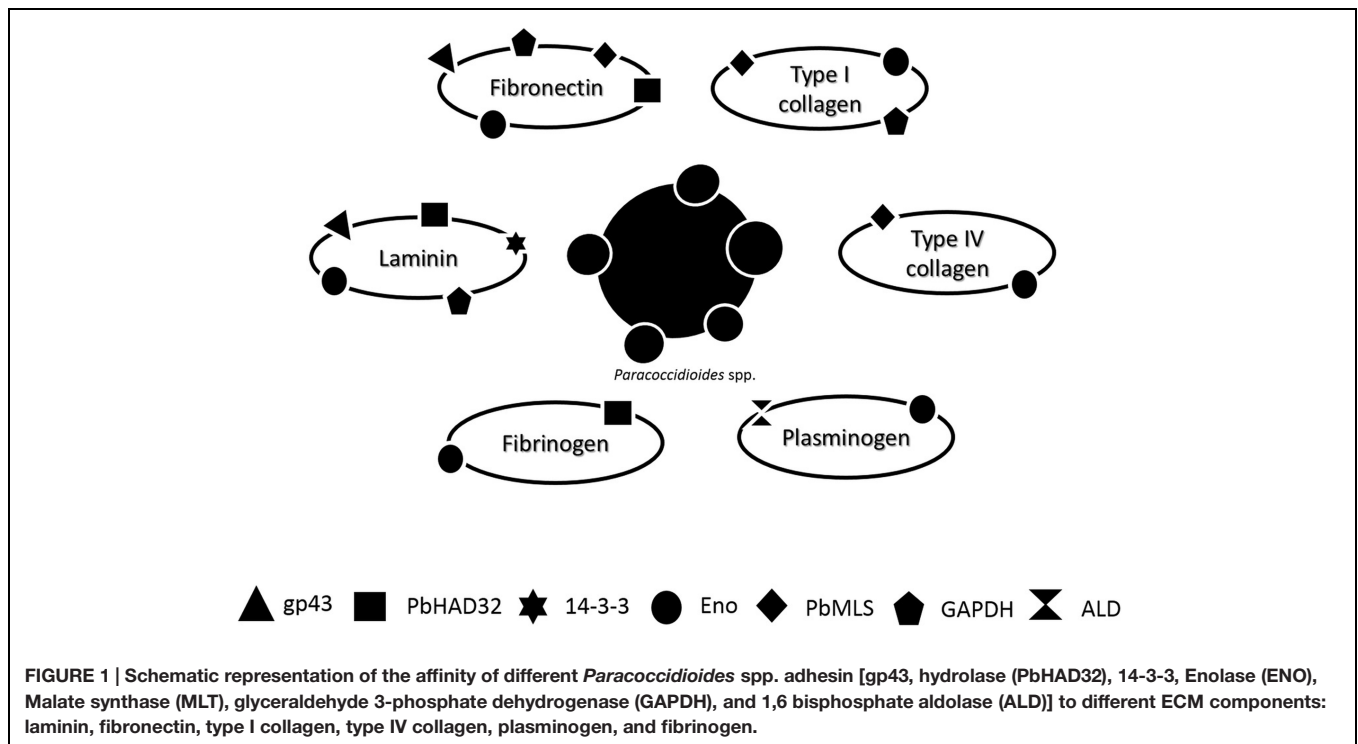 Fibronectin
Type I
collagen
Laminin
Type IV
collagen
Paracoccidioides spp.
Fibrinogen
Plasminogen
gp43 PbHAD32 14-3-3 Eno PbMLS GAPDH ALD
FIGURE 1 | Schematic representation of the affinity of different Paracoccidioides spp. adhesin [gp43, hydrolase (PbHAD32), 14-3-3, Enolase (ENO),
Malate synthase (MLT), glyceraldehyde 3-phosphate dehydrogenase (GAPDH), and 1,6 bisphosphate aldolase (ALD)] to different ECM components:
laminin, fibronectin, type I collagen, type IV collagen, plasminogen, and fibrinogen.